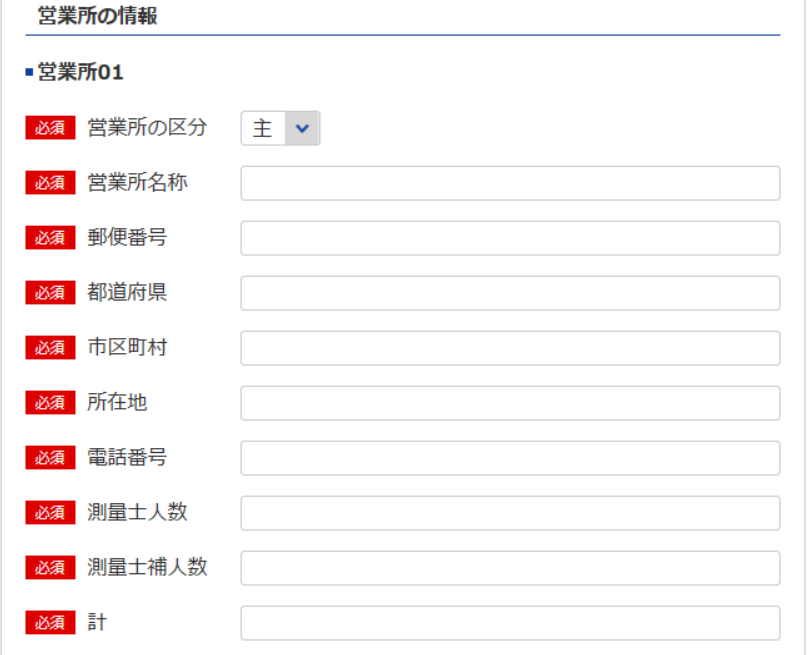 営業所の情報
営業所01
必須 営業所の区分 主
必須 営業所名称
必須 郵便番号
必須 都道府県
必須 市区町村
必須 所在地
必須 電話番号
必須 測量士人数
必須 測量士補人数
必須 計